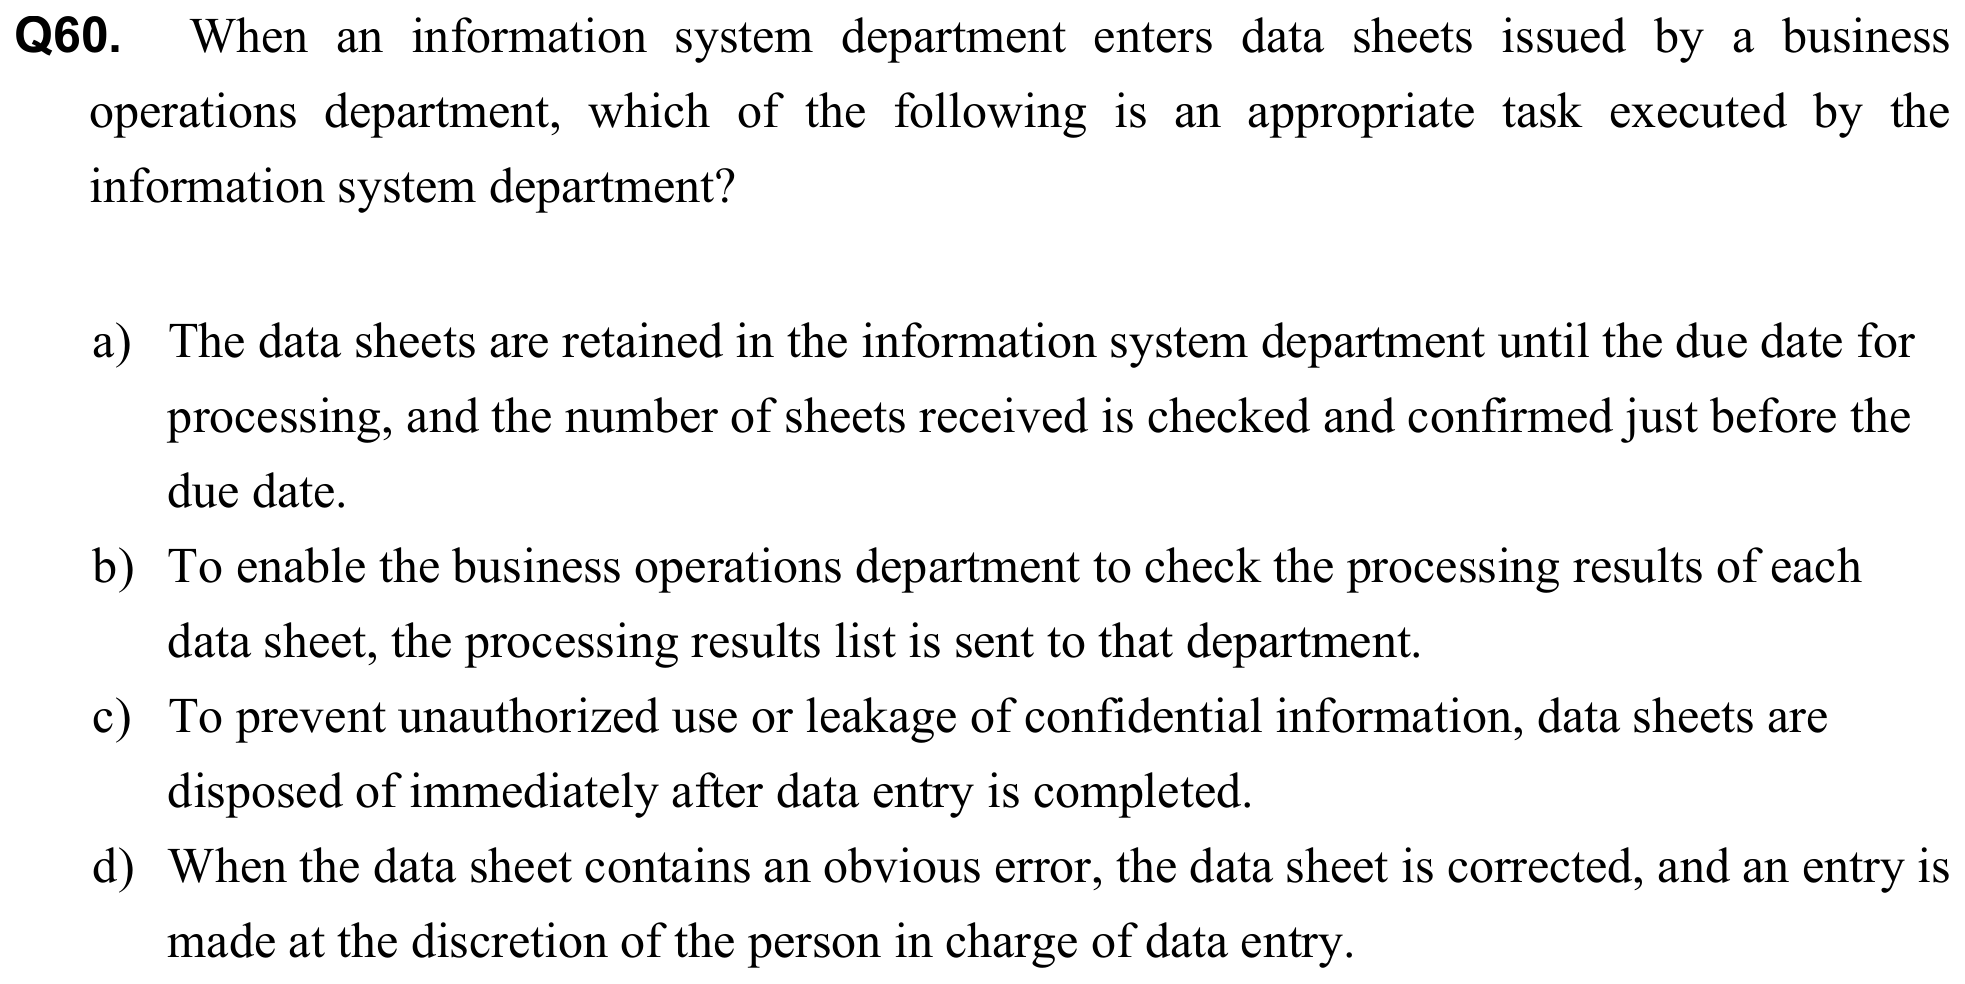 Q60. When an information system department enters data sheets issued by a business
operations department, which of the following is an appropriate task executed by the
information system department?
a) The data sheets are retained in the information system department until the due date for
processing, and the number of sheets received is checked and confirmed just before the
due date.
b) To enable the business operations department to check the processing results of each
data sheet, the processing results list is sent to that department.
c) To prevent unauthorized use or leakage of confidential information, data sheets are
disposed of immediately after data entry is completed.
d) When the data sheet contains an obvious error, the data sheet is corrected, and an entry is
made at the discretion of the person in charge of data entry.